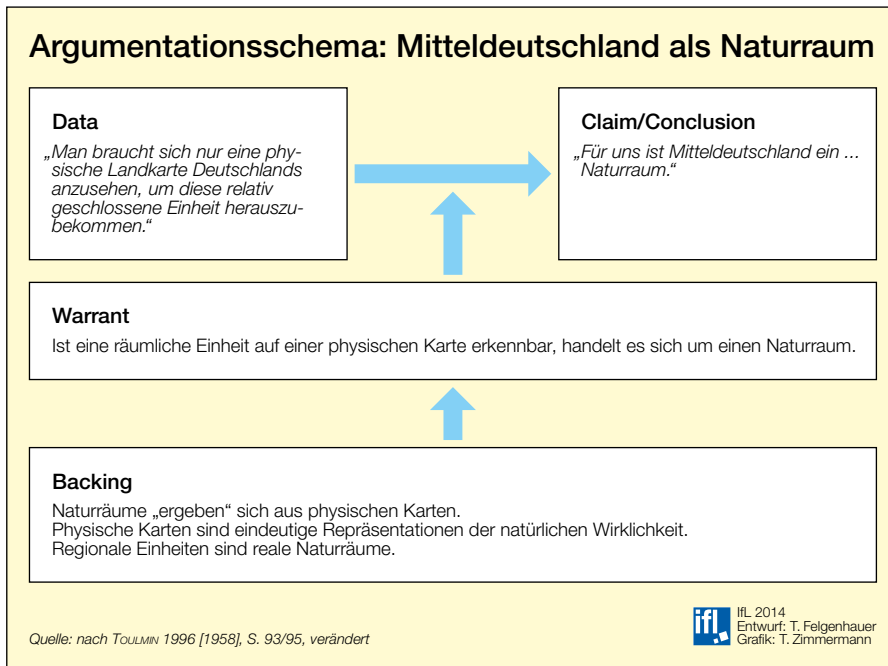 Argumentationsschema: Mitteldeutschland als Naturraum
Data
„Man braucht sich nur eine phy-
sische Landkarte Deutschlands
anzusehen, um diese relativ
geschlossene Einheit herauszu-
bekommen.“
Claim/Conclusion
„Für uns ist Mitteldeutschland ein ...
Naturraum.“
Warrant
Ist eine räumliche Einheit auf einer physischen Karte erkennbar, handelt es sich um einen Naturraum.
Backing
Naturräume „ergeben“ sich aus physischen Karten.
Physische Karten sind eindeutige Repräsentationen der natürlichen Wirklichkeit.
Regionale Einheiten sind reale Naturräume.
Quelle: nach Toulmin 1996 [1958], S. 93/95, verändert
ifl
IfL 2014
Entwurf: T. Felgenhauer
Grafik: T. Zimmermann